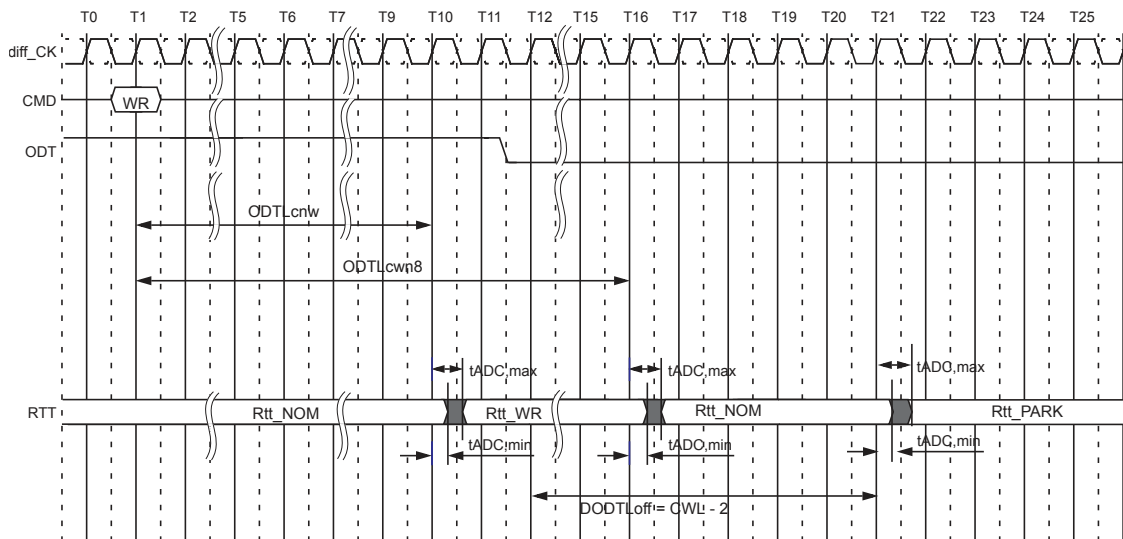 T0 T1 T2 T5 T6 T7 T9 T10 T11 T12 T15 T16 T17 T18 T19 T20 T21 T22 T23 T24 T25
diff_CK
CMD WR
ODT
ODTLcnw
ODTLcwn8
tADC,max tADC,max tADC,max
RTT Rtt_NOM Rtt_WR Rtt_NOM Rtt_PARK
tADC,min tADC,min tADC,min
DODTLoff = CWL - 2